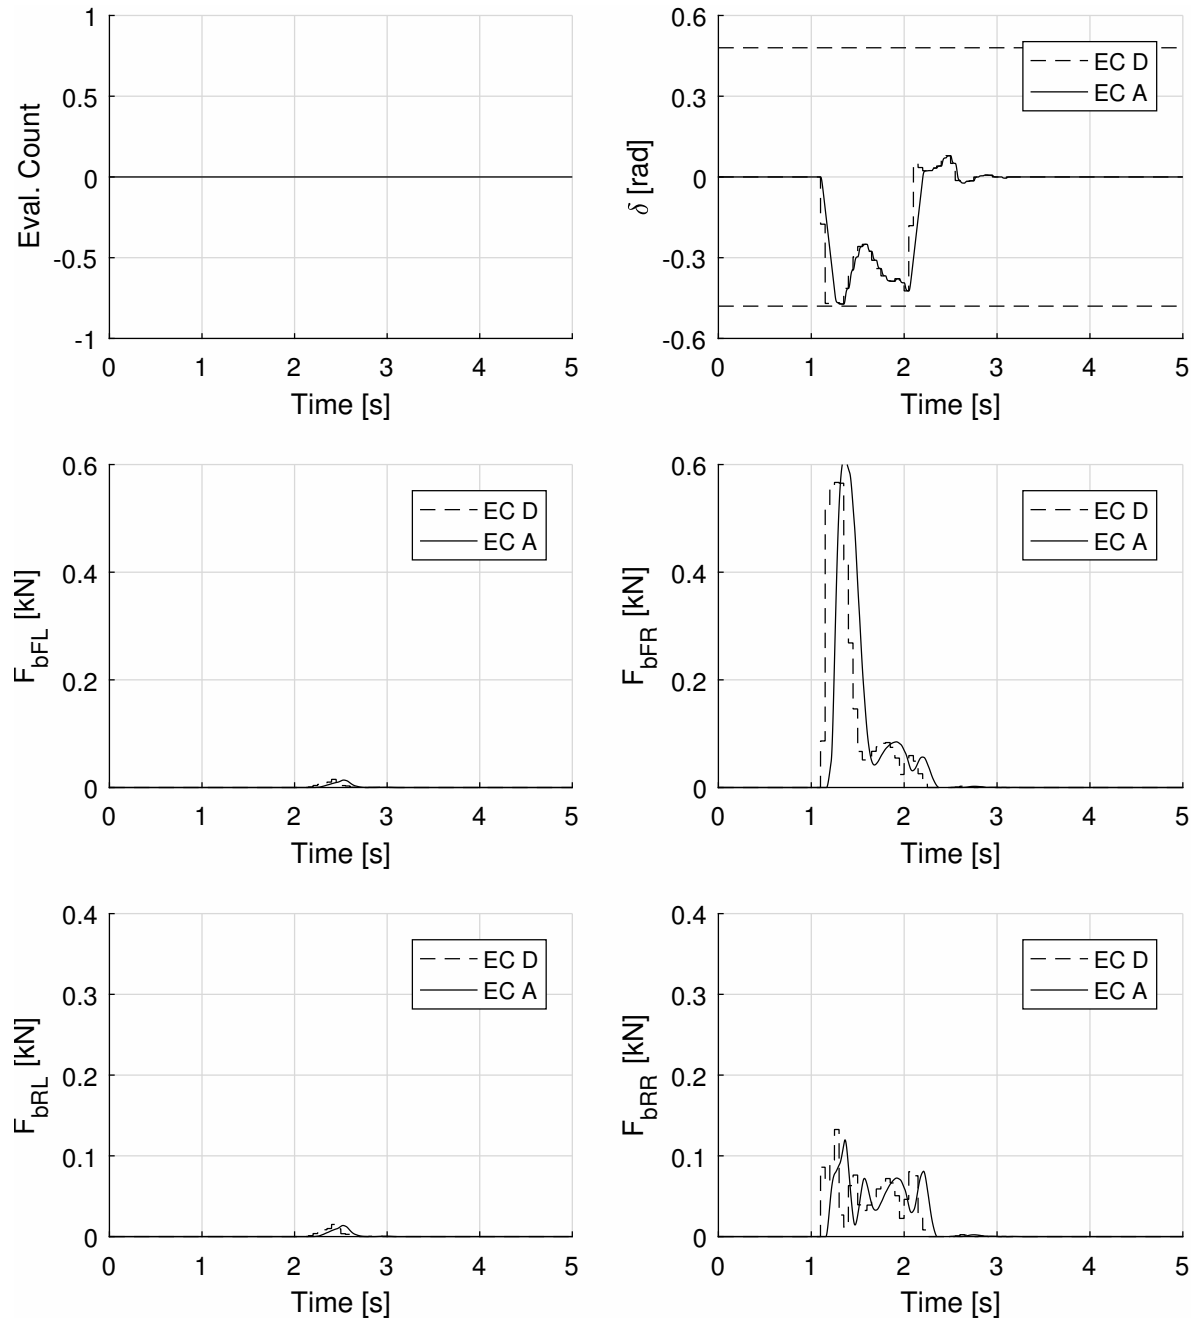 Eval. Count
1
0.5
0
-0.5
-1
0 1 2 3 4 5
Time [s]
δ [rad]
0.6
0.3
0
-0.3
-0.6
EC D
EC A
0 1 2 3 4 5
Time [s]
F_bFL [kN]
0.6
0.4
0.2
0
EC D
EC A
0 1 2 3 4 5
Time [s]
F_bFR [kN]
0.6
0.4
0.2
0
EC D
EC A
0 1 2 3 4 5
Time [s]
F_bRL [kN]
0.4
0.3
0.2
0.1
0
EC D
EC A
0 1 2 3 4 5
Time [s]
F_bRR [kN]
0.4
0.3
0.2
0.1
0
EC D
EC A
0 1 2 3 4 5
Time [s]